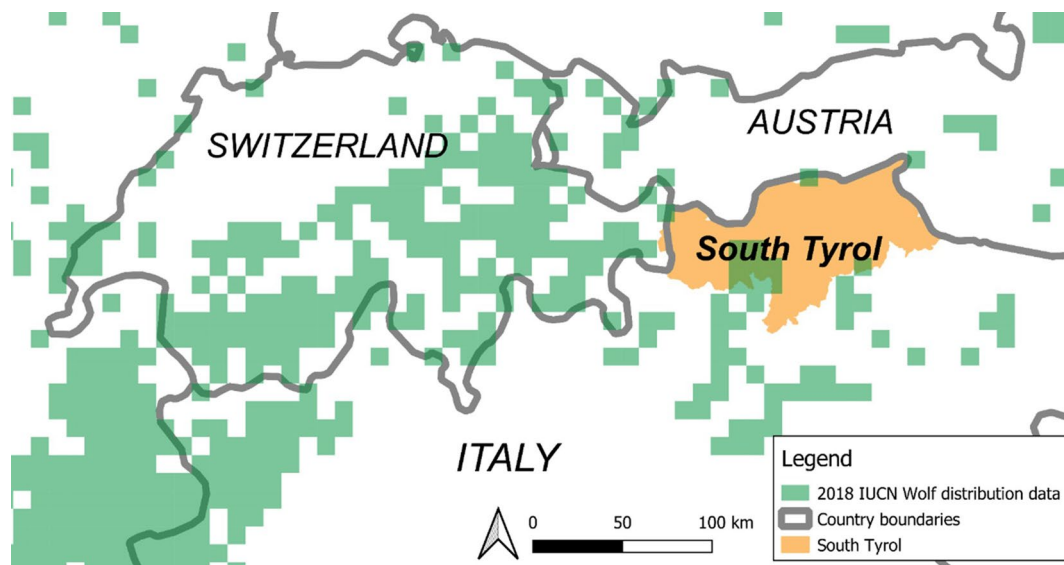 SWITZERLAND
AUSTRIA
South Tyrol
ITALY
0 50 100 km
Legend
2018 IUCN Wolf distribution data
Country boundaries
South Tyrol